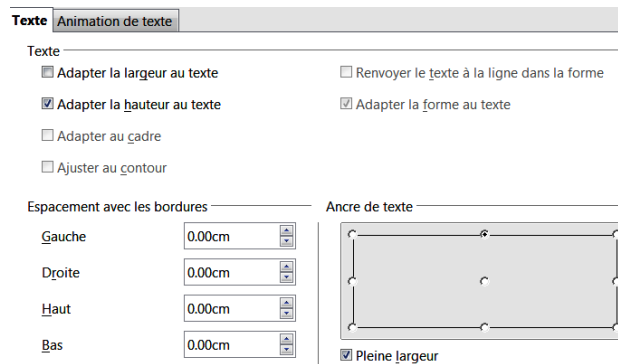 Texte Animation de texte
Texte
Adapter la largeur au texte
Renvoyer le texte à la ligne dans la forme
Adapter la hauteur au texte
Adapter la forme au texte
Adapter au cadre
Ajuster au contour
Espacement avec les bordures
Gauche 0.00cm
Droite 0.00cm
Haut 0.00cm
Bas 0.00cm
Ancre de texte
Pleine largeur